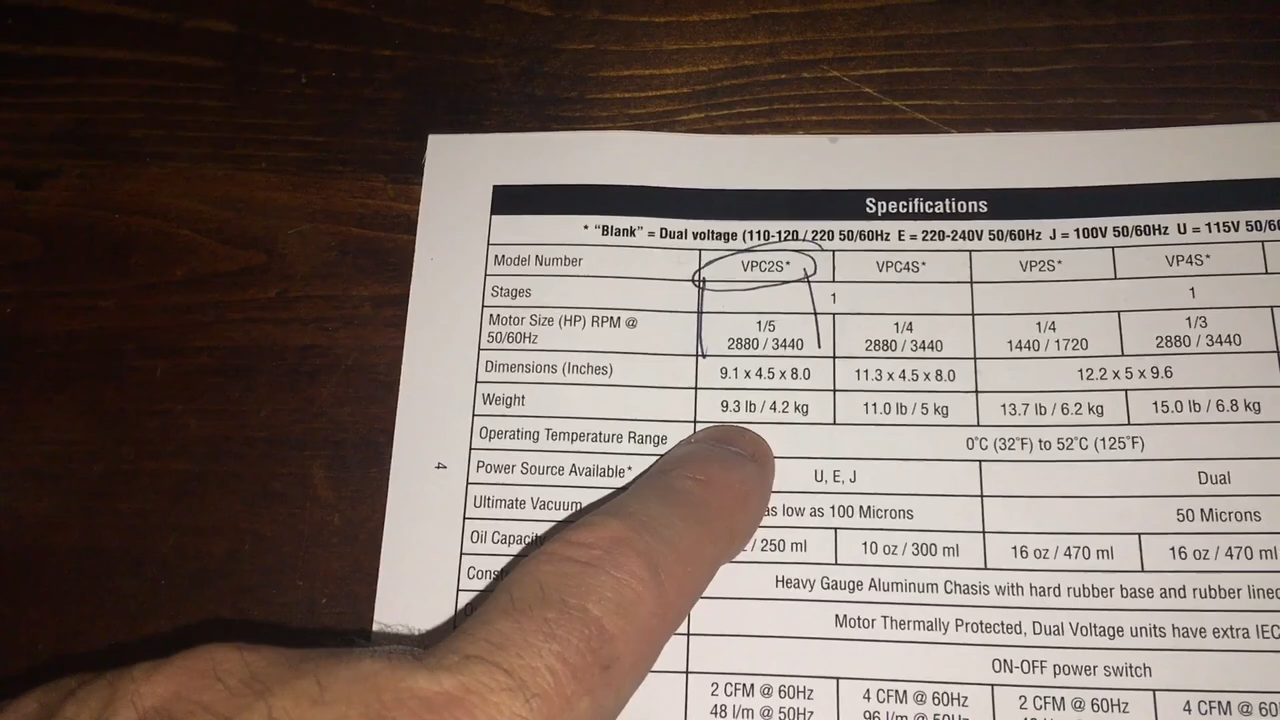 Specifications
* “Blank” = Dual voltage (110-120 / 220 50/60Hz E = 220-240V 50/60Hz J = 100V 50/60Hz U = 115V
Model Number VPC2S* VPC4S* VP2S* VP4S*
Stages 1 1
Motor Size (HP) RPM @ 50/60Hz 1/5 2880 / 3440 1/4 2880 / 3440 1/4 1440 / 1720 1/3 2880 / 3440
Dimensions (Inches) 9.1 x 4.5 x 8.0 11.3 x 4.5 x 8.0 12.2 x 5 x 9.6
Weight 9.3 lb / 4.2 kg 11.0 lb / 5 kg 13.7 lb / 6.2 kg 15.0 lb / 6.8 kg
Operating Temperature Range 0°C (32°F) to 52°C (125°F)
4
Power Source Available* U, E, J Dual
Ultimate Vacuum as low as 100 Microns 50 Microns
Oil / 250 ml 10 oz / 300 ml 16 oz / 470 ml 16 oz / 470 ml
Heavy Gauge Aluminum Chasis with hard rubber base and rubber
Motor Thermally Protected, Dual Voltage units have extra IEC
ON-OFF power switch
2 CFM @ 60Hz 4 CFM @ 60Hz 2 CFM @ 60Hz 4 CFM @
48 l/m @ 50Hz 96 l/m @ 50Hz